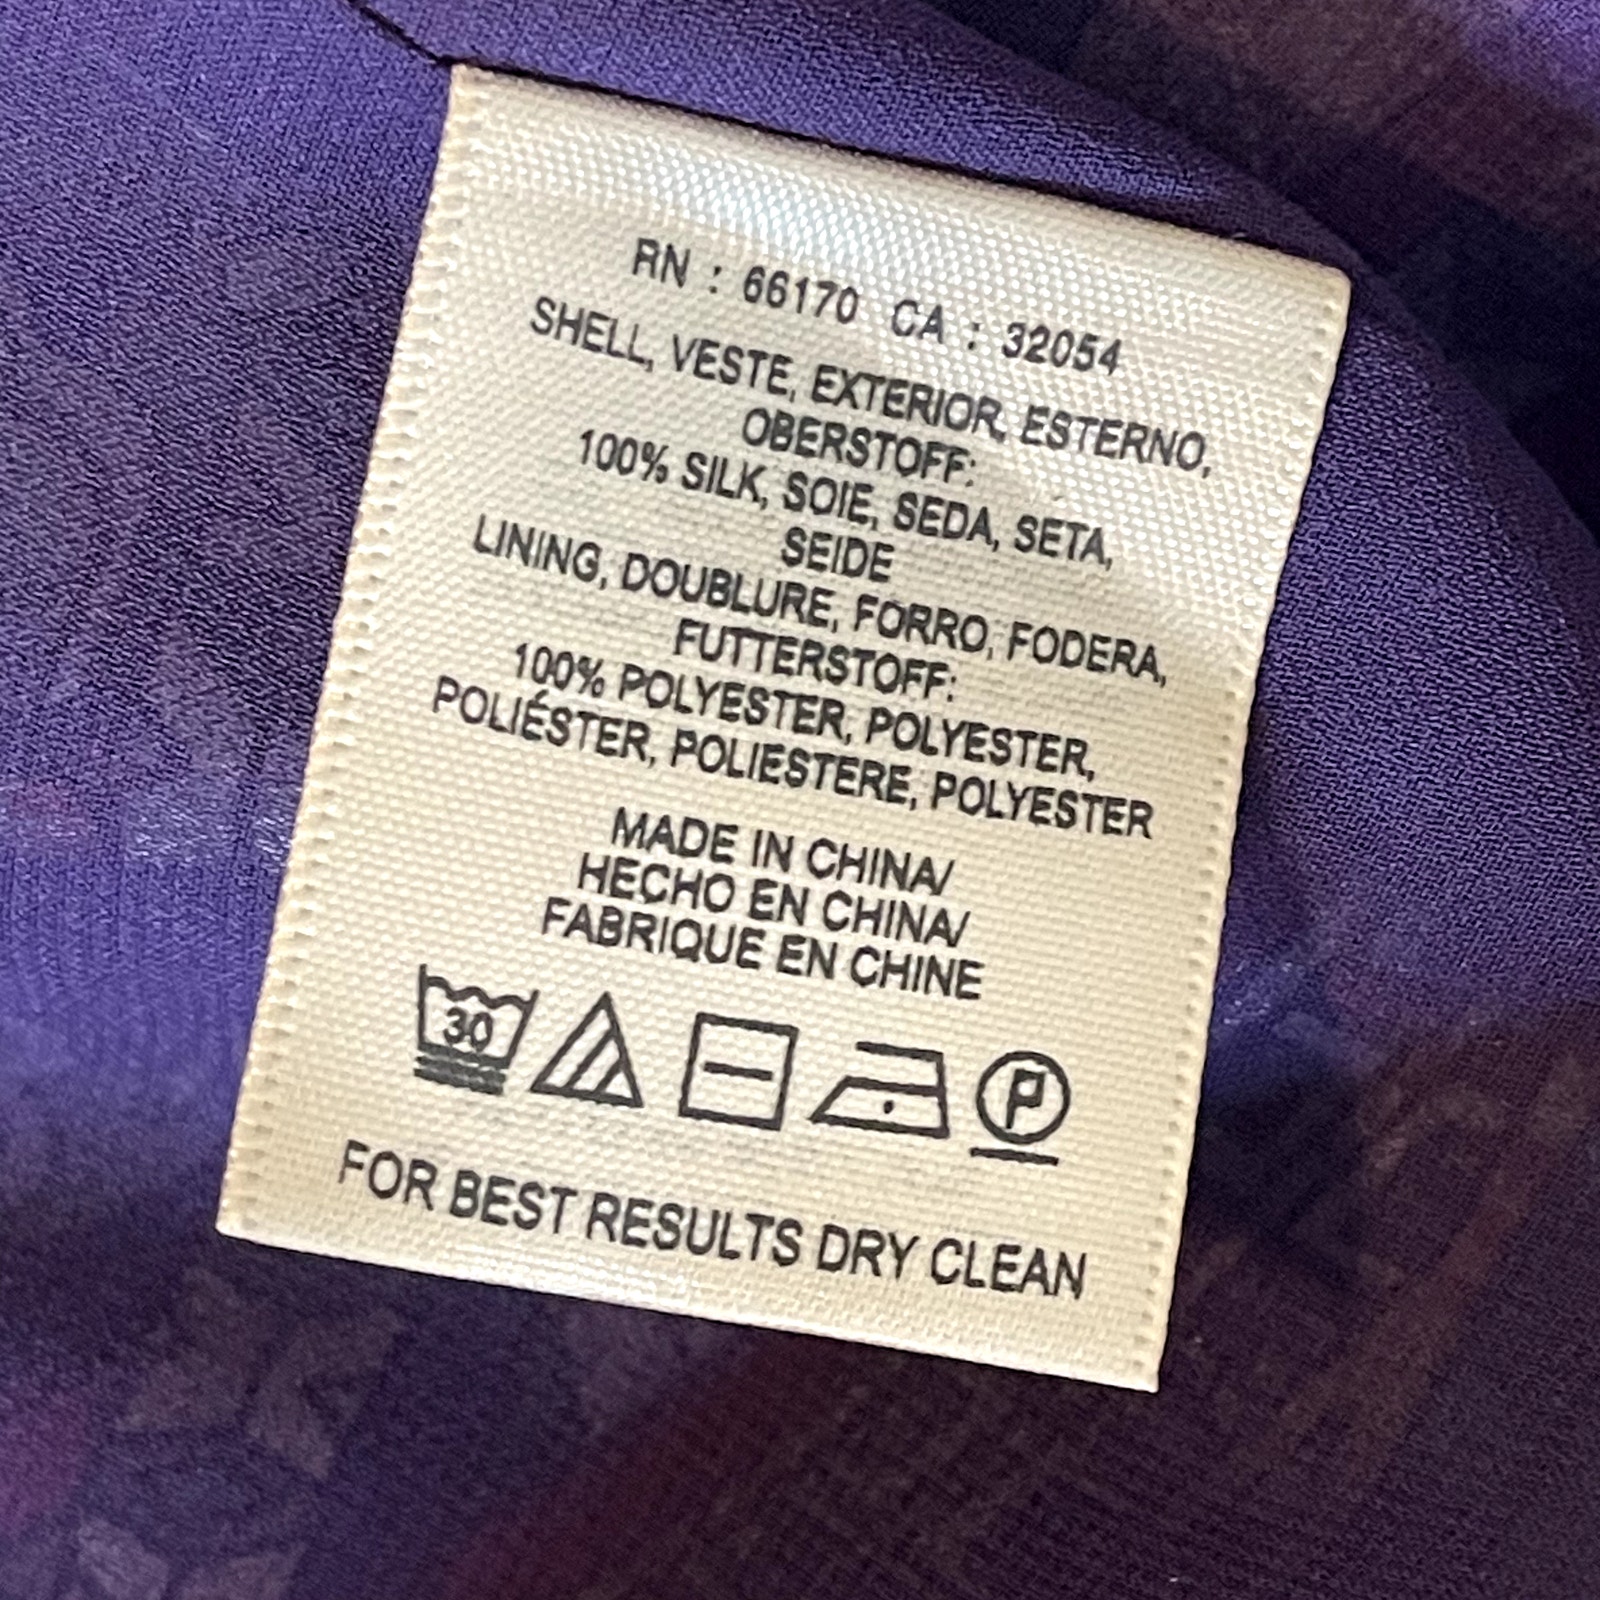 RN : 66170 CA : 32054
SHELL, VESTE, EXTERIOR, ESTERNO,
OBERSTOFF:
100% SILK, SOIE, SEDA, SETA,
SEIDE
LINING, DOUBLURE, FORRO, FODERA,
FUTTERSTOFF:
100% POLYESTER, POLYESTER,
POLIÉSTER, POLIESTERE, POLYESTER
MADE IN CHINA/
HECHO EN CHINA/
FABRIQUE EN CHINE
30 P
FOR BEST RESULTS DRY CLEAN